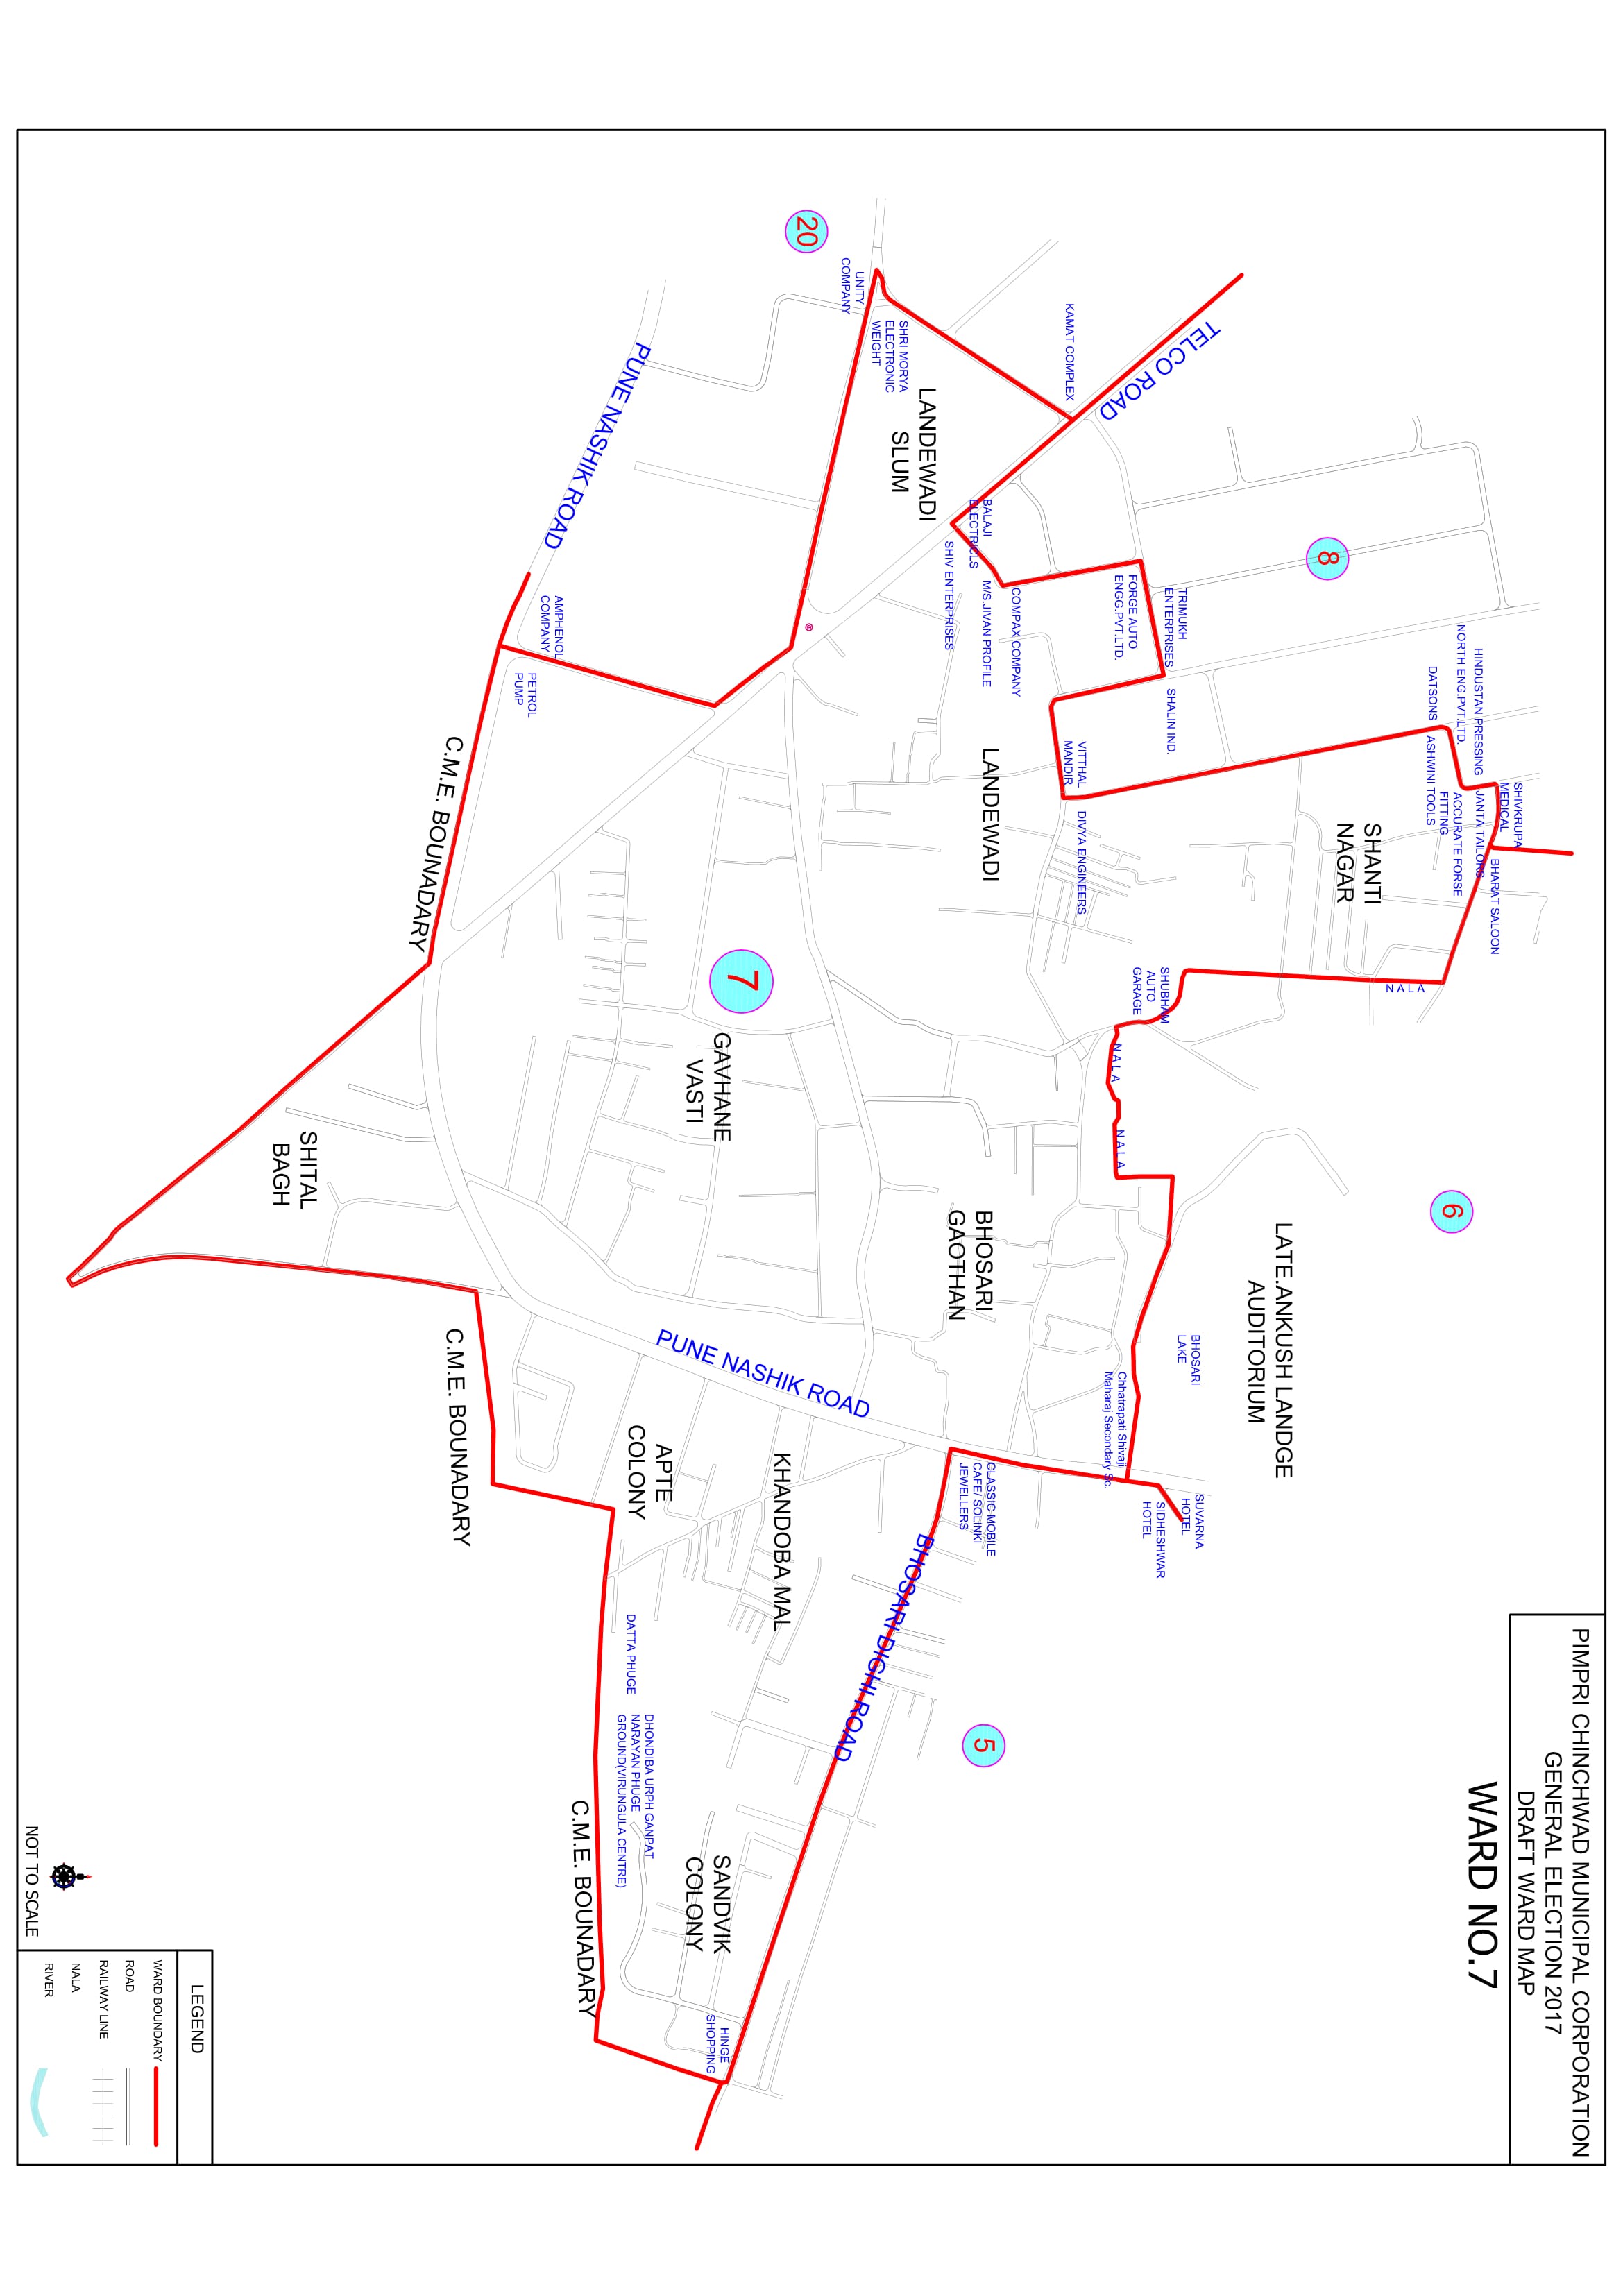 PIMPRI CHINCHWAD MUNICIPAL CORPORATION
GENERAL ELECTION 2017
DRAFT WARD MAP
WARD NO.7
SHIVKRUPA
MEDICAL
HINDUSTAN PRESSING
NORTH ENG.PVT.LTD.
DATSONS
JANTA TAILORS
ACCURATE FORSE
FITTING
ASHWINI TOOLS
BHARAT SALOON
6
NALA
SHANTI
NAGAR
8
LATE.ANKUSH LANDGE
AUDITORIUM
TELCO ROAD
TRIMUKH
ENTERPRISES
SHALIN IND.
SHUBHAM
AUTO
GARAGE
BHOSARI
LAKE
SUVARNA
HOTEL
SIDHESHWAR
HOTEL
FORGE AUTO
ENGG.PVT.LTD.
NALA
NALA
Chhatrapati Shivaji
Maharaj Secondary Sc.
KAMAT COMPLEX
VITTHAL
MANDIR
DIVYA ENGINEERS
COMPAX COMPANY
M/S.JIVAN PROFILE
BALAJI
ELECTRICLS
SHIV ENTERPRISES
LANDEWADI
BHOSARI
GAOTHAN
CLASSIC MOBILE
CAFE/ SOLINKI
JEWELLERS
5
LANDEWADI
SLUM
SHRI MORYA
ELECTRONIC
WEIGHT
UNITY
COMPANY
BHOSARI DIGHI ROAD
20
7
PUNE NASHIK ROAD
KHANDOBA MAL
GAVHANE
VASTI
SANDVIK
COLONY
HINGE
SHOPPING
PUNE NASHIK ROAD
APTE
COLONY
DATTA PHUGE
DHONDIBA URPH GANPAT
NARAYAN PHUGE
GROUND(VIRUNGULA CENTRE)
AMPHENOL
COMPANY
PETROL
PUMP
C.M.E. BOUNADARY
C.M.E. BOUNADARY
C.M.E. BOUNADARY
SHITAL
BAGH
NOT TO SCALE
LEGEND
WARD BOUNDARY
ROAD
RAILWAY LINE
NALA
RIVER